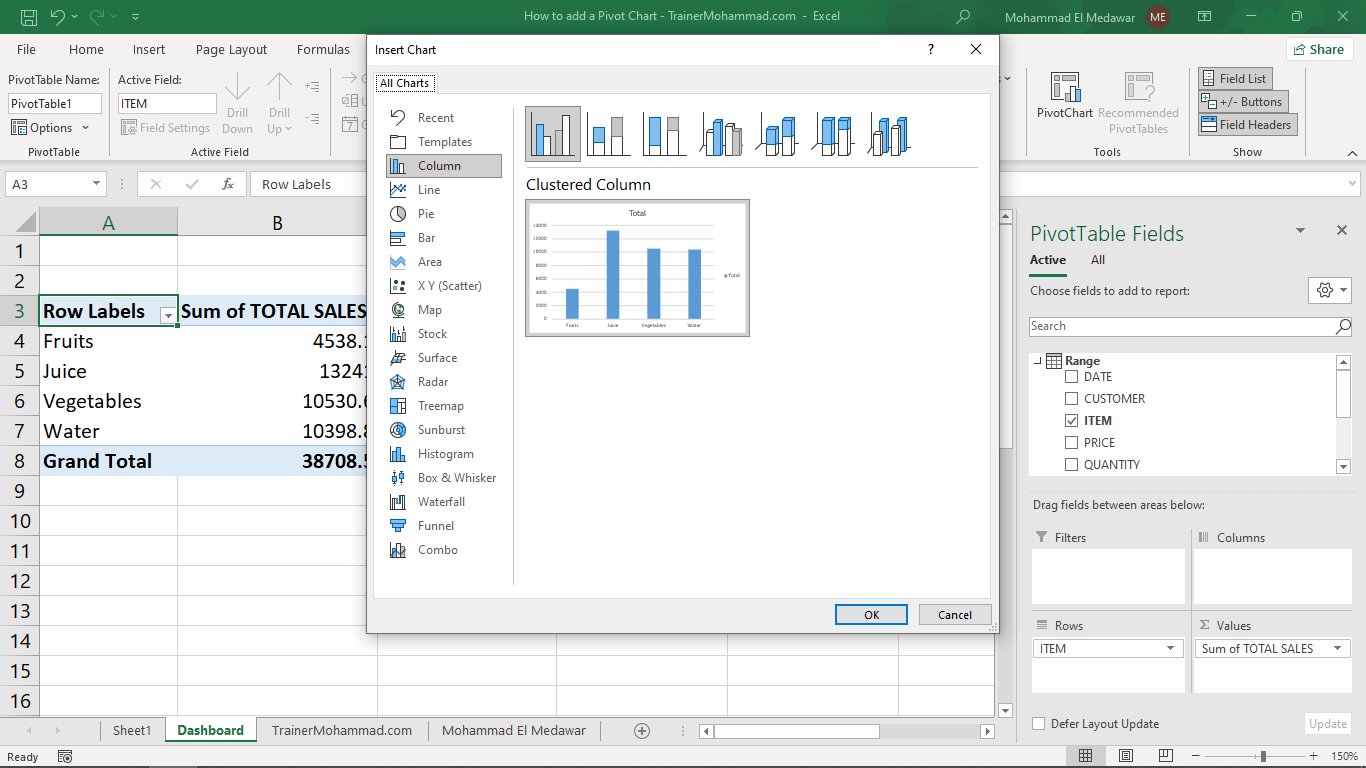 How to add a Pivot Chart - TrainerMohammad.com - Excel
Mohammad El Medawar ME
File Home Insert Page Layout Formulas
Share
PivotTable Name:
PivotTable1
Options
PivotTable
Active Field:
ITEM
Field Settings
Drill Down
Drill Up
Active Field
PivotChart
Recommended PivotTables
Tools
Field List
+/- Buttons
Field Headers
Show
A3
fx
Row Labels
A B
1
2
3 Row Labels Sum of TOTAL SALES
4 Fruits 4538.
5 Juice 1324
6 Vegetables 10530.
7 Water 10398.
8 Grand Total 38708.
9
10
11
12
13
14
15
16
Insert Chart
?
All Charts
Recent
Templates
Column
Line
Pie
Bar
Area
X Y (Scatter)
Map
Stock
Surface
Radar
Treemap
Sunburst
Histogram
Box & Whisker
Waterfall
Funnel
Combo
Clustered Column
Total
14000
12000
10000
8000
6000
4000
2000
0
Fruits Juice Vegetables Water
Total
OK Cancel
PivotTable Fields
Active All
Choose fields to add to report:
Search
Range
DATE
CUSTOMER
ITEM
PRICE
QUANTITY
Drag fields between areas below:
Filters Columns
Rows Σ Values
ITEM Sum of TOTAL SALES
Defer Layout Update Update
Sheet1 Dashboard TrainerMohammad.com Mohammad El Medawar
Ready
150%